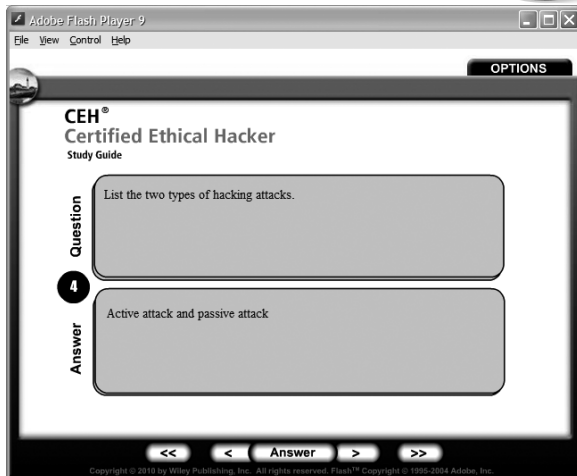 Adobe Flash Player 9
File View Control Help
OPTIONS
CEH®
Certified Ethical Hacker
Study Guide
Question
List the two types of hacking attacks.
4
Answer
Active attack and passive attack
<< < Answer > >>
Copyright © 2010 by Wiley Publishing, Inc. All rights reserved. Flash™ Copyright © 1995-2004 Adobe, Inc.